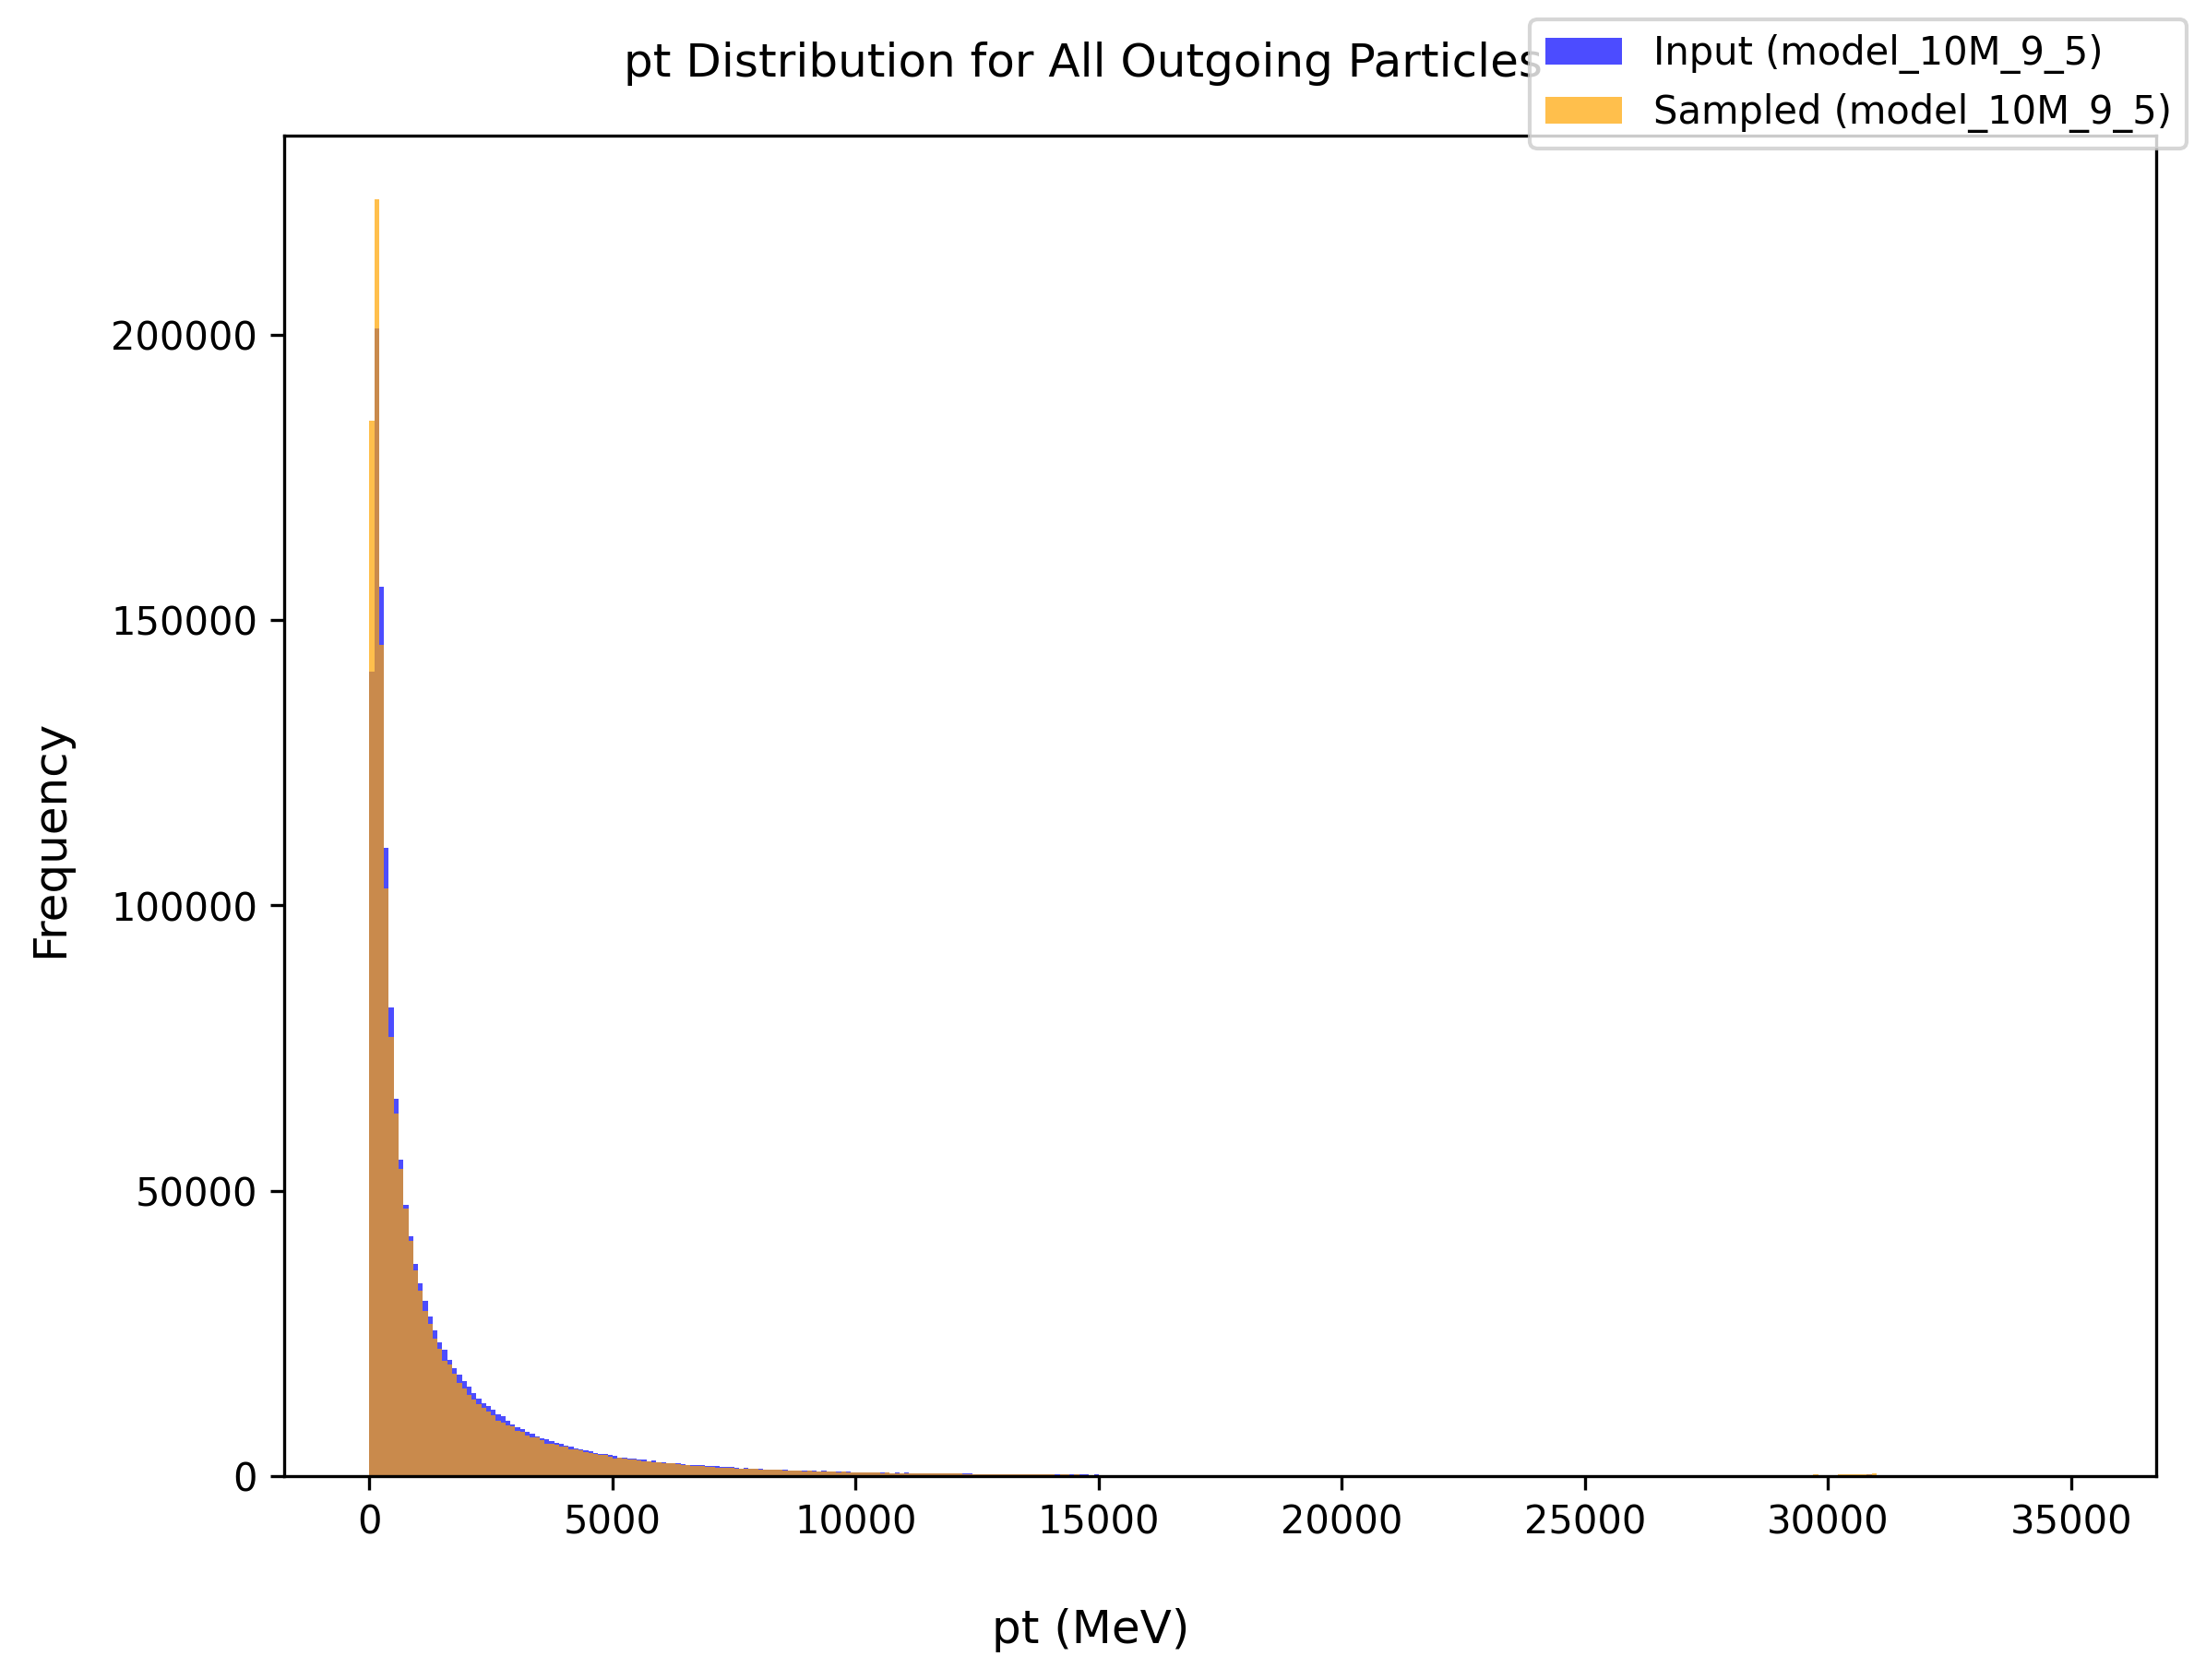 pt Distribution for All Outgoing Particles
Input (model_10M_9_5)
Sampled (model_10M_9_5)
Frequency
200000
150000
100000
50000
0
0 5000 10000 15000 20000 25000 30000 35000
pt (MeV)